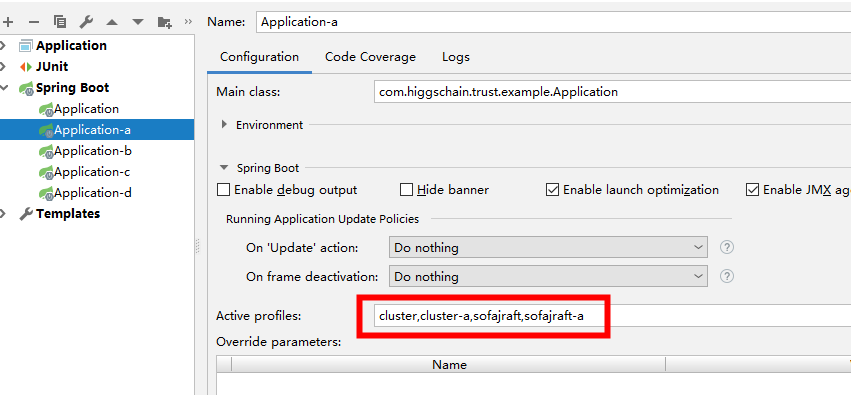 Name: Application-a
Application
JUnit
Spring Boot
Application
Application-a
Application-b
Application-c
Application-d
Templates
Configuration Code Coverage Logs
Main class: com.higgschain.trust.example.Application
Environment
Spring Boot
Enable debug output Hide banner Enable launch optimization Enable JMX ag
Running Application Update Policies
On 'Update' action: Do nothing
On frame deactivation: Do nothing
Active profiles: cluster,cluster-a,sofajraft,sofajraft-a
Override parameters:
Name